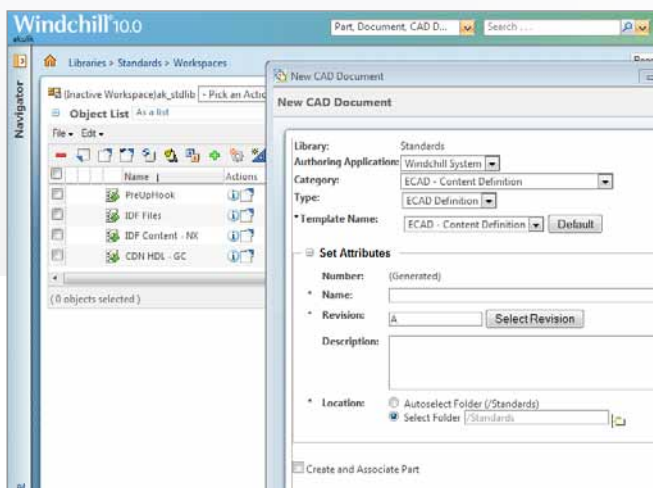 Windchill® 10.0
akulik
Part, Document, CAD D...
Search ...
Navigator
Libraries > Standards > Workspaces
(Inactive Workspace)ak_stdlib
- Pick an Actio
Object List As a list
File Edit
Name Actions
PreUpHook
IDF Files
IDF Content - NX
CDN HDL - GC
( 0 objects selected )
New CAD Document
New CAD Document
Library: Standards
Authoring Application: Windchill System
Category: ECAD - Content Definition
Type: ECAD Definition
* Template Name: ECAD - Content Definition Default
Set Attributes
Number: (Generated)
* Name:
* Revision: A Select Revision
Description:
* Location: Autoselect Folder (/Standards)
Select Folder /Standards
Create and Associate Part